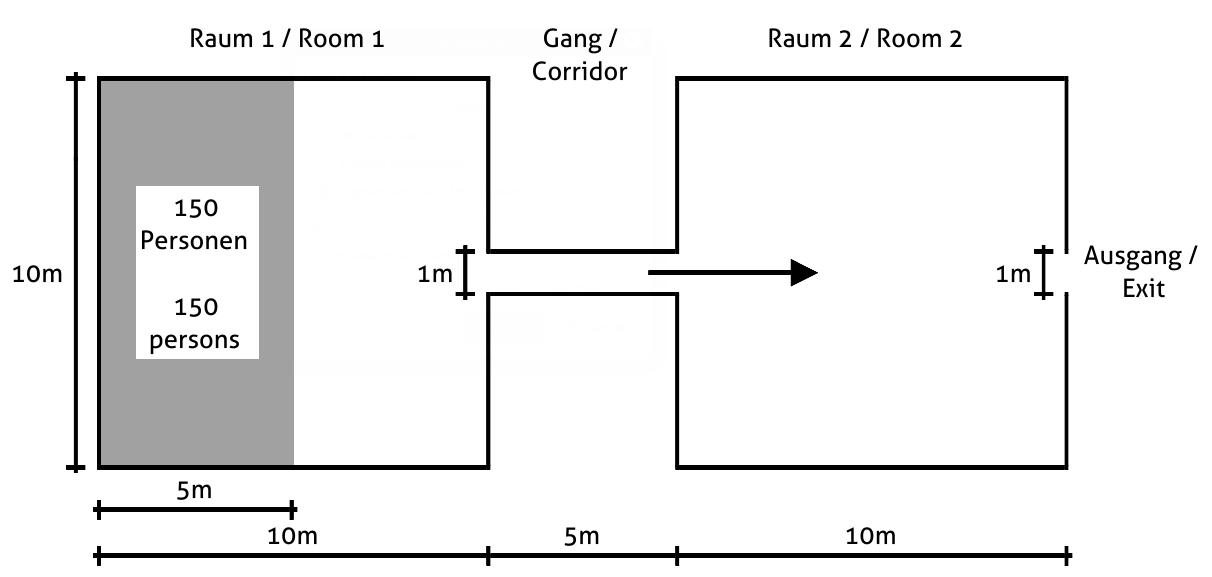 Raum 1 / Room 1
Gang /
Corridor
Raum 2 / Room 2
150
Personen
150
persons
10m
1m
1m
Ausgang /
Exit
5m
10m
5m
10m